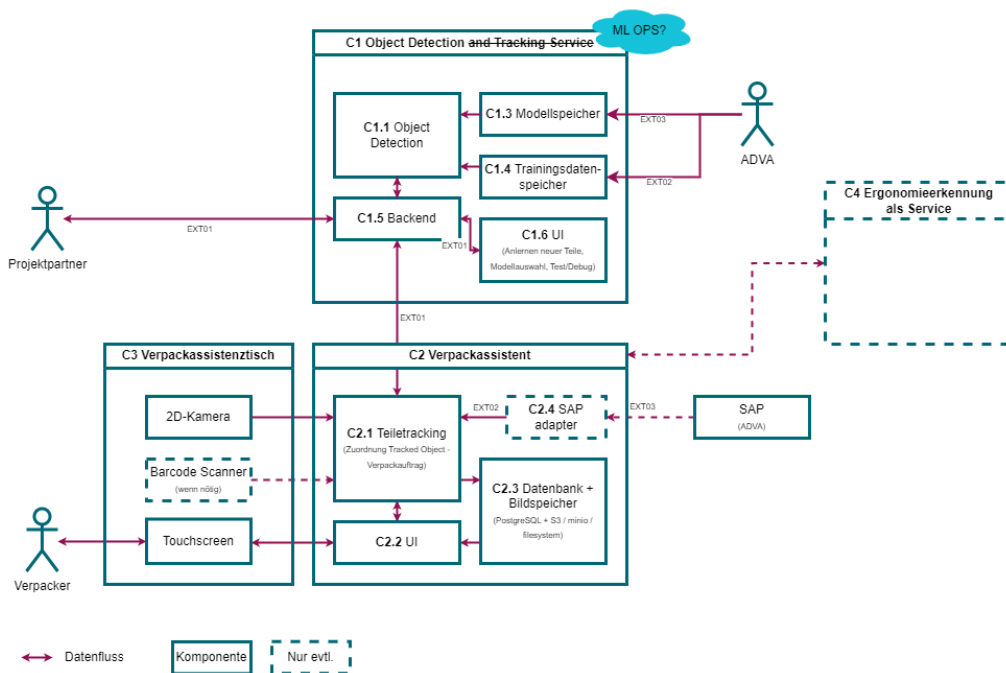 ML OPS?
C1 Object Detection and Tracking Service
C1.1 Object
Detection
C1.3 Modellspeicher
EXT03
ADVA
C1.4 Trainingsdaten-
speicher
EXT02
C4 Ergonomieerkennung
als Service
Projektpartner
EXT01
C1.5 Backend
EXT01
C1.6 UI
(Anlernen neuer Teile,
Modellauswahl, Test/Debug)
EXT01
C3 Verpackassistenztisch
C2 Verpackassistent
2D-Kamera
C2.1 Teiletracking
(Zuordnung Tracked Object -
Verpackauftrag)
EXT02
C2.4 SAP
adapter
EXT03
SAP
(ADVA)
Barcode Scanner
(wenn nötig)
C2.3 Datenbank +
Bildspeicher
(PostgreSQL + S3 / minio /
filesystem)
Verpacker
Touchscreen
C2.2 UI
Datenfluss
Komponente
Nur evtl.